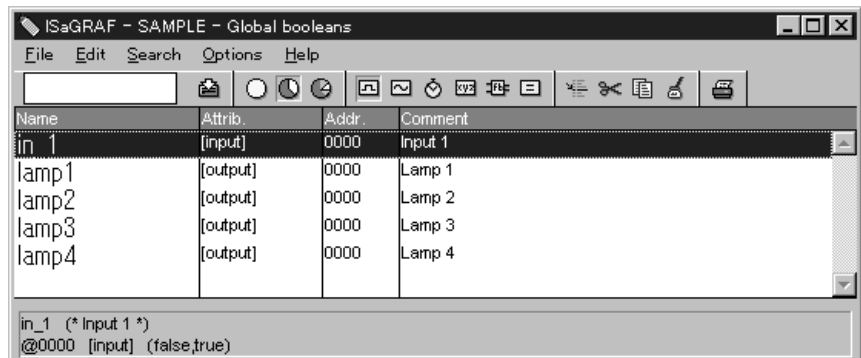 ISaGRAF - SAMPLE - Global booleans
File Edit Search Options Help
xyz FB
Name Attrib. Addr. Comment
in_1 [input] 0000 Input 1
lamp1 [output] 0000 Lamp 1
lamp2 [output] 0000 Lamp 2
lamp3 [output] 0000 Lamp 3
lamp4 [output] 0000 Lamp 4
in_1 (* Input 1 *)
@0000 [input] (false,true)